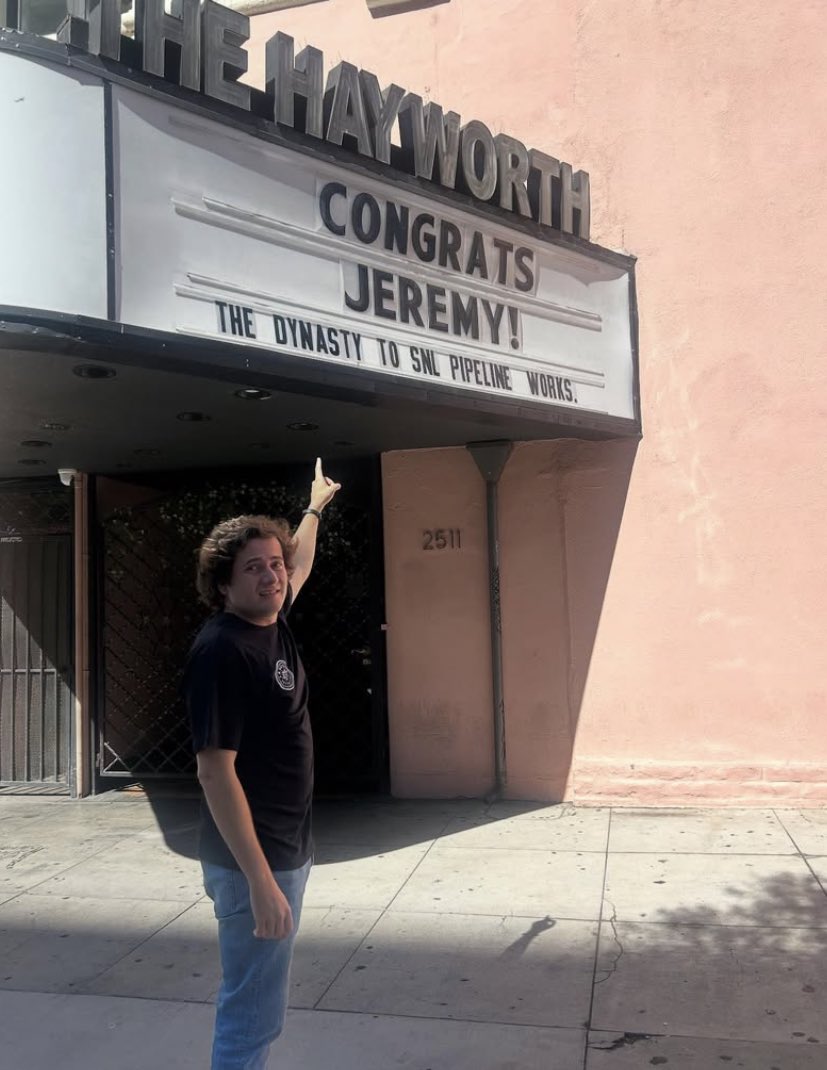 THE HAYWORTH
CONGRATS
JEREMY!
THE DYNASTY TO SNL PIPELINE WORKS.
2511